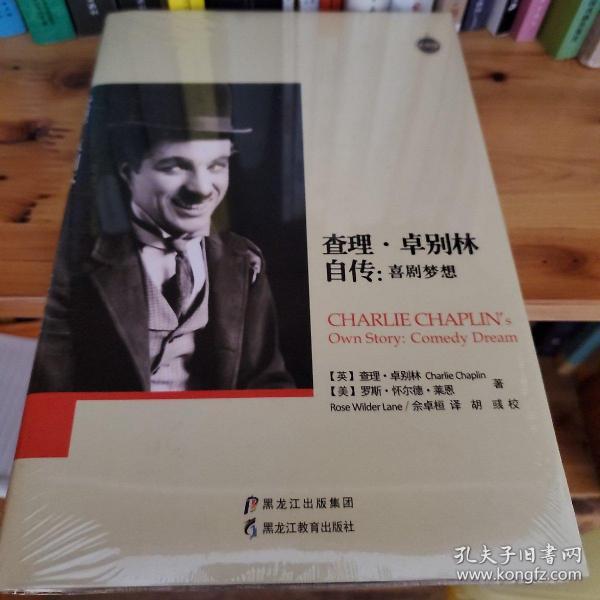 查理·卓别林
自传:喜剧梦想
CHARLIE CHAPLIN's
Own Story: Comedy Dream
【英】查理·卓别林 Charlie Chaplin
【美】罗斯·怀尔德·莱恩 著
Rose Wilder Lane / 佘卓桓 译 胡彧 校
黑龙江出版集团
黑龙江教育出版社
孔夫子旧书网
www.kongfz.com